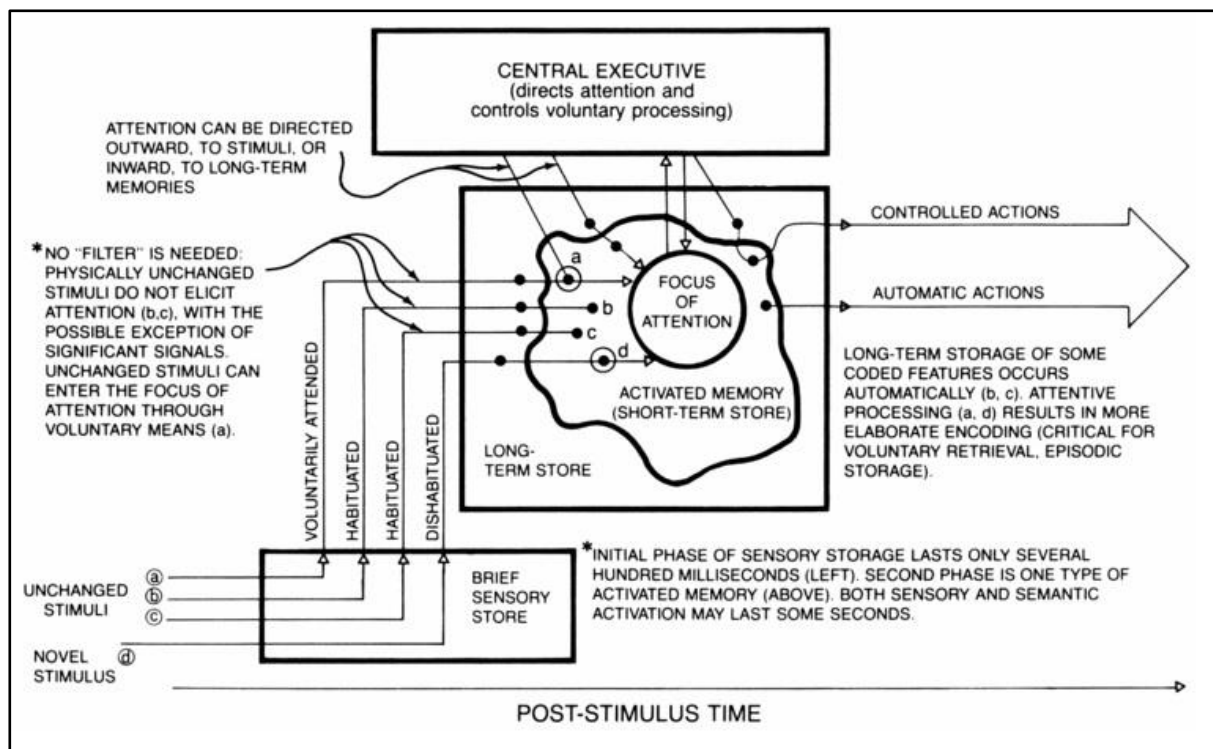 CENTRAL EXECUTIVE
(directs attention and
controls voluntary processing)
ATTENTION CAN BE DIRECTED
OUTWARD, TO STIMULI, OR
INWARD, TO LONG-TERM
MEMORIES
*NO "FILTER" IS NEEDED:
PHYSICALLY UNCHANGED
STIMULI DO NOT ELICIT
ATTENTION (b,c), WITH THE
POSSIBLE EXCEPTION OF
SIGNIFICANT SIGNALS.
UNCHANGED STIMULI CAN
ENTER THE FOCUS OF
ATTENTION THROUGH
VOLUNTARY MEANS (a).
a
b
c
d
FOCUS
OF
ATTENTION
ACTIVATED MEMORY
(SHORT-TERM STORE)
LONG-
TERM STORE
CONTROLLED ACTIONS
AUTOMATIC ACTIONS
LONG-TERM STORAGE OF SOME
CODED FEATURES OCCURS
AUTOMATICALLY (b, c). ATTENTIVE
PROCESSING (a, d) RESULTS IN MORE
ELABORATE ENCODING (CRITICAL FOR
VOLUNTARY RETRIEVAL, EPISODIC
STORAGE).
VOLUNTARILY ATTENDED
HABITUATED
HABITUATED
DISHABITUATED
UNCHANGED
STIMULI
a
b
c
NOVEL
STIMULUS
d
BRIEF
SENSORY
STORE
*INITIAL PHASE OF SENSORY STORAGE LASTS ONLY SEVERAL
HUNDRED MILLISECONDS (LEFT). SECOND PHASE IS ONE TYPE OF
ACTIVATED MEMORY (ABOVE). BOTH SENSORY AND SEMANTIC
ACTIVATION MAY LAST SOME SECONDS.
POST-STIMULUS TIME